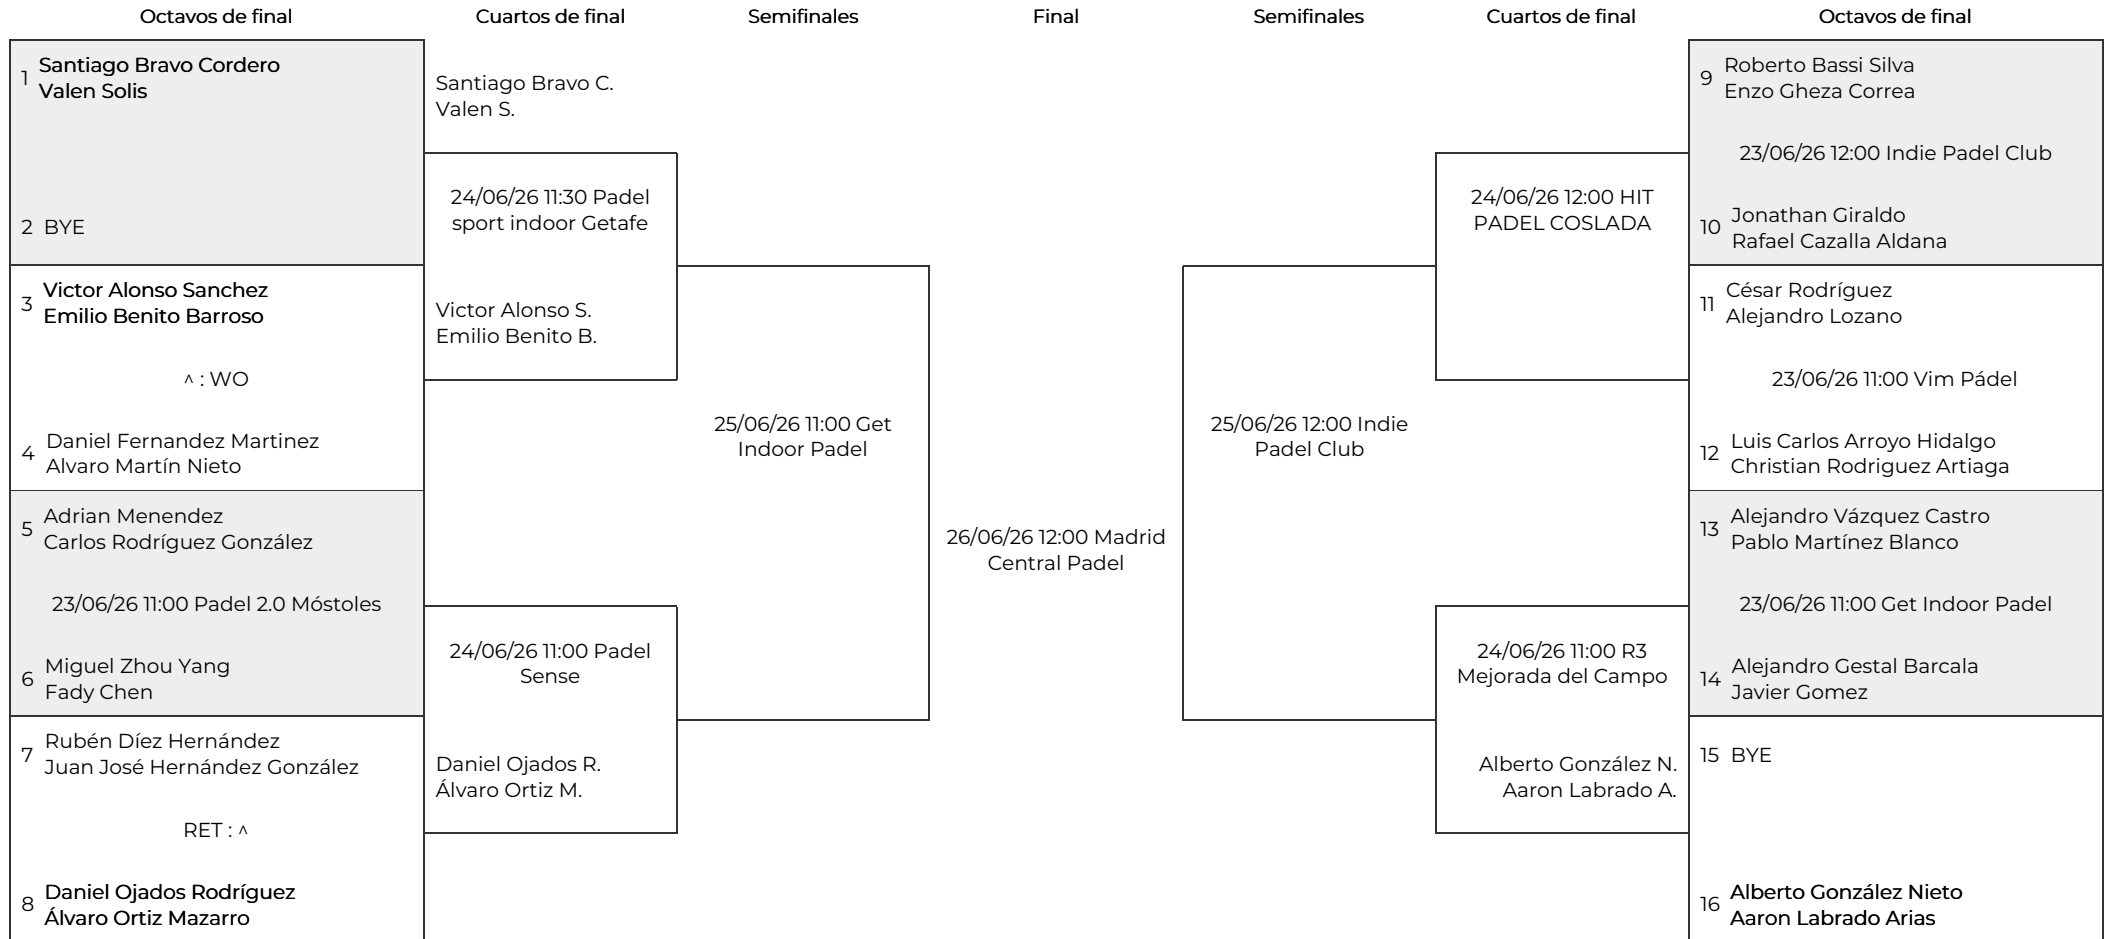 Octavos de final
Cuartos de final
Semifinales
Final
Semifinales
Cuartos de final
Octavos de final
1
Santiago Bravo Cordero
Valen Solis
2 BYE
3
Victor Alonso Sanchez
Emilio Benito Barroso
^ : WO
4
Daniel Fernandez Martinez
Alvaro Martín Nieto
5
Adrian Menendez
Carlos Rodríguez González
23/06/26 11:00 Padel 2.0 Móstoles
6
Miguel Zhou Yang
Fady Chen
7
Rubén Díez Hernández
Juan José Hernández González
RET : ^
8
Daniel Ojados Rodríguez
Álvaro Ortiz Mazarro
Santiago Bravo C.
Valen S.
24/06/26 11:30 Padel
sport indoor Getafe
Victor Alonso S.
Emilio Benito B.
24/06/26 11:00 Padel
Sense
Daniel Ojados R.
Álvaro Ortiz M.
25/06/26 11:00 Get
Indoor Padel
26/06/26 12:00 Madrid
Central Padel
25/06/26 12:00 Indie
Padel Club
24/06/26 12:00 HIT
PADEL COSLADA
24/06/26 11:00 R3
Mejorada del Campo
Alberto González N.
Aaron Labrado A.
9
Roberto Bassi Silva
Enzo Gheza Correa
23/06/26 12:00 Indie Padel Club
10
Jonathan Giraldo
Rafael Cazalla Aldana
11
César Rodríguez
Alejandro Lozano
23/06/26 11:00 Vim Pádel
12
Luis Carlos Arroyo Hidalgo
Christian Rodriguez Artiaga
13
Alejandro Vázquez Castro
Pablo Martínez Blanco
23/06/26 11:00 Get Indoor Padel
14
Alejandro Gestal Barcala
Javier Gomez
15 BYE
16
Alberto González Nieto
Aaron Labrado Arias